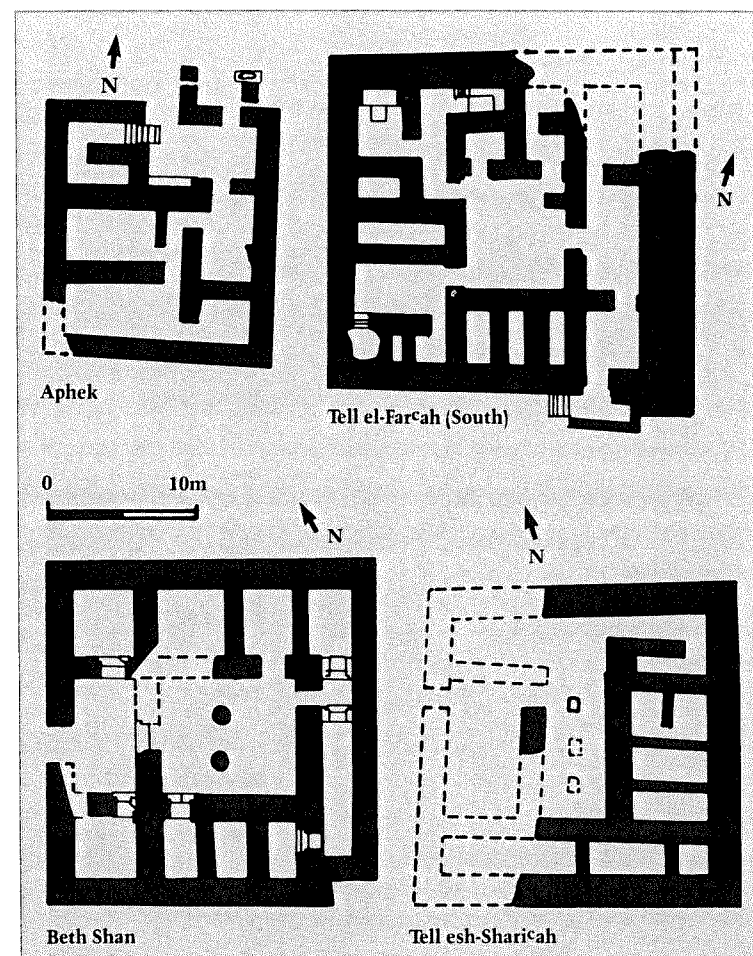 N
N
Aphek
Tell el-Farᶜah (South)
0 10m
N
N
Beth Shan
Tell esh-Shariᶜah